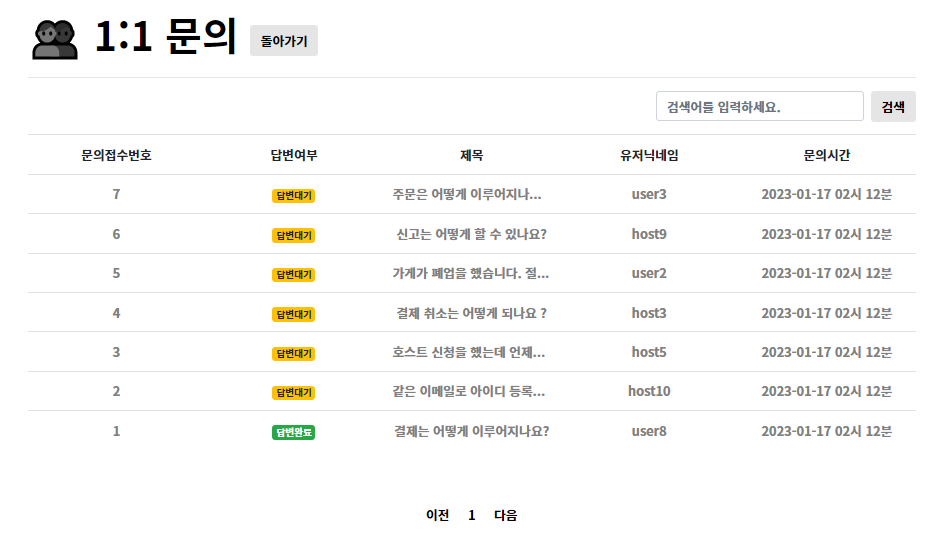 1:1 문의 돌아가기
검색어를 입력하세요. 검색
문의접수번호 답변여부 제목 유저닉네임 문의시간
7 답변대기 주문은 어떻게 이루어지나... user3 2023-01-17 02시 12분
6 답변대기 신고는 어떻게 할 수 있나요? host9 2023-01-17 02시 12분
5 답변대기 가게가 폐업을 했습니다. 절... user2 2023-01-17 02시 12분
4 답변대기 결제 취소는 어떻게 되나요 ? host3 2023-01-17 02시 12분
3 답변대기 호스트 신청을 했는데 언제... host5 2023-01-17 02시 12분
2 답변대기 같은 이메일로 아이디 등록... host10 2023-01-17 02시 12분
1 답변완료 결제는 어떻게 이루어지나요? user8 2023-01-17 02시 12분
이전 1 다음